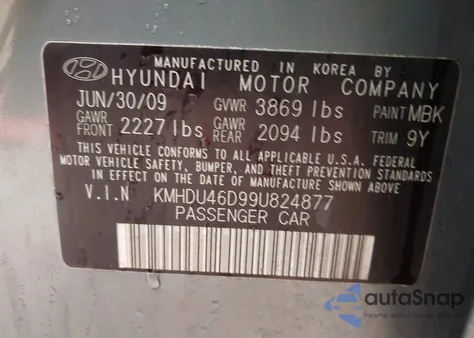 MANUFACTURED IN KOREA BY
HYUNDAI MOTOR COMPANY
JUN/30/09 GVWR 3869 lbs PAINT MBK
GAWR FRONT 2227 lbs GAWR REAR 2094 lbs TRIM 9Y
THIS VEHICLE CONFORMS TO ALL APPLICABLE U.S.A. FEDERAL
MOTOR VEHICLE SAFETY, BUMPER, AND THEFT PREVENTION STANDARDS
IN EFFECT ON THE DATE OF MANUFACTURE SHOWN ABOVE.
V.I.N KMHDU46D99U824877
PASSENGER CAR
autoSnap